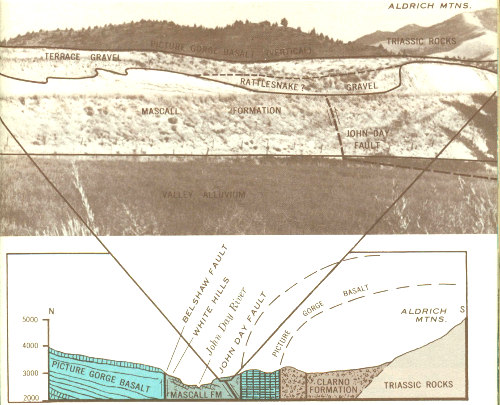 ALDRICH MTNS.
PICTURE GORGE BASALT (VERTICAL)
TRIASSIC ROCKS
TERRACE GRAVEL
RATTLESNAKE ? GRAVEL
MASCALL FORMATION
JOHN DAY
FAULT
VALLEY ALLUVIUM
BELSHAW FAULT
WHITE HILLS
John Day River
JOHN DAY FAULT
PICTURE GORGE BASALT
N
S
ALDRICH
MTNS.
5000
4000
3000
2000
PICTURE GORGE BASALT
MASCALL FM
CLARNO
FORMATION
TRIASSIC ROCKS